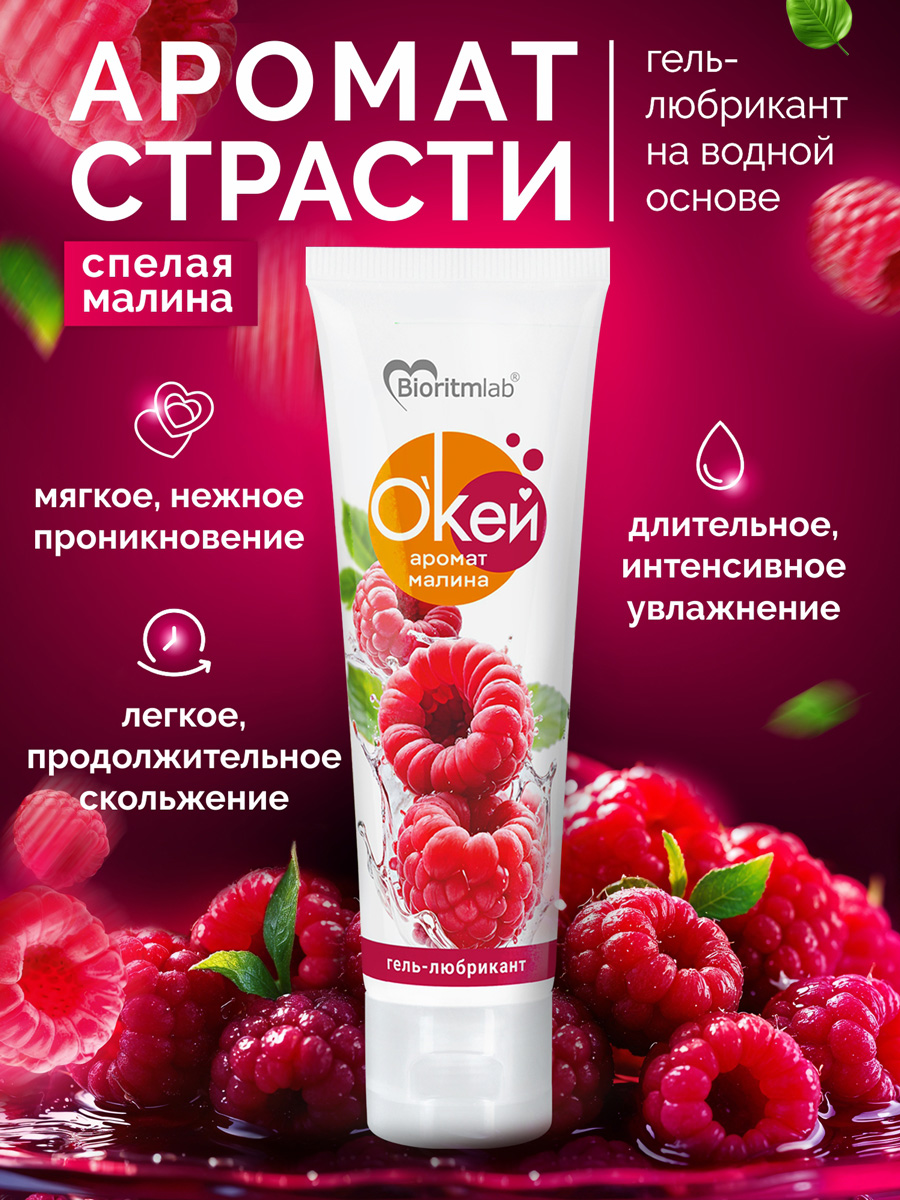 АРОМАТ
СТРАСТИ
гель-
любрикант
на водной
основе
спелая
малина
Bioritmlab®
О'кей
аромат
малина
мягкое, нежное
проникновение
длительное,
интенсивное
увлажнение
легкое,
продолжительное
скольжение
гель-любрикант